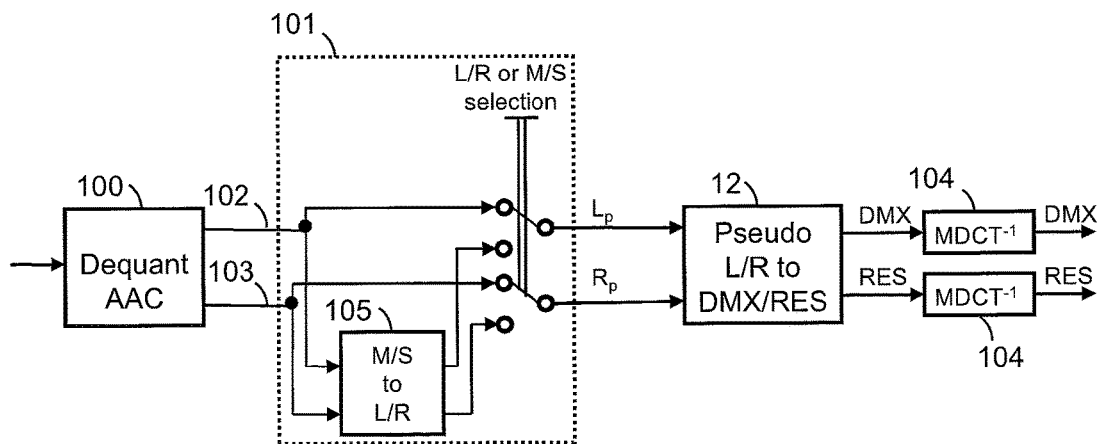 101
L/R or M/S
selection
100
102
103
Dequant
AAC
105
M/S
to
L/R
Lp
Rp
12
Pseudo
L/R to
DMX/RES
DMX
RES
104
MDCT-1
DMX
MDCT-1
RES
104